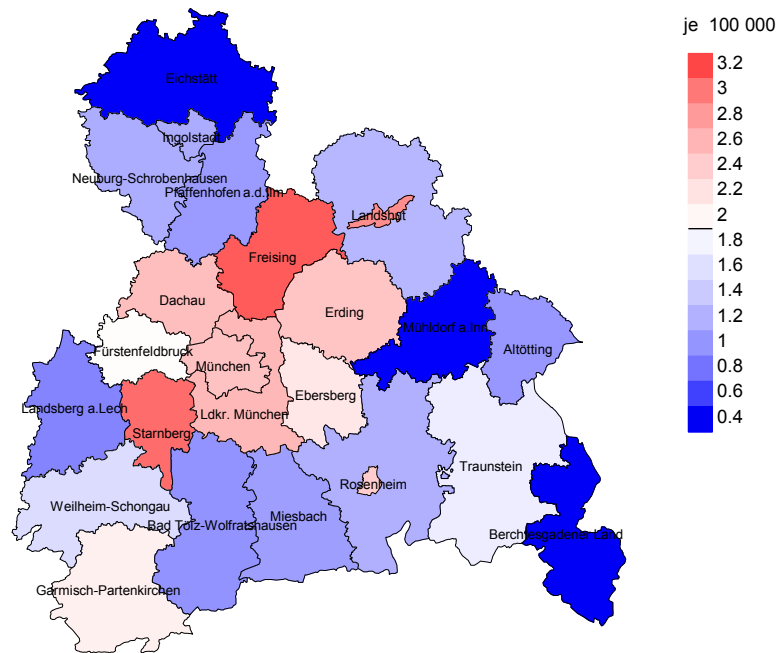 je 100 000
3.2
3
2.8
2.6
2.4
2.2
2
1.8
1.6
1.4
1.2
1
0.8
0.6
0.4
Eichstätt
Ingolstadt
Neuburg-Schrobenhausen
Pfaffenhofen a.d.Ilm
Landshut
Freising
Dachau
Erding
Mühldorf a.Inn
Altötting
Fürstenfeldbruck
München
Ebersberg
Landsberg a.Lech
Ldkr. München
Starnberg
Traunstein
Rosenheim
Weilheim-Schongau
Miesbach
Bad Tölz-Wolfratshausen
Berchtesgadener Land
Garmisch-Partenkirchen